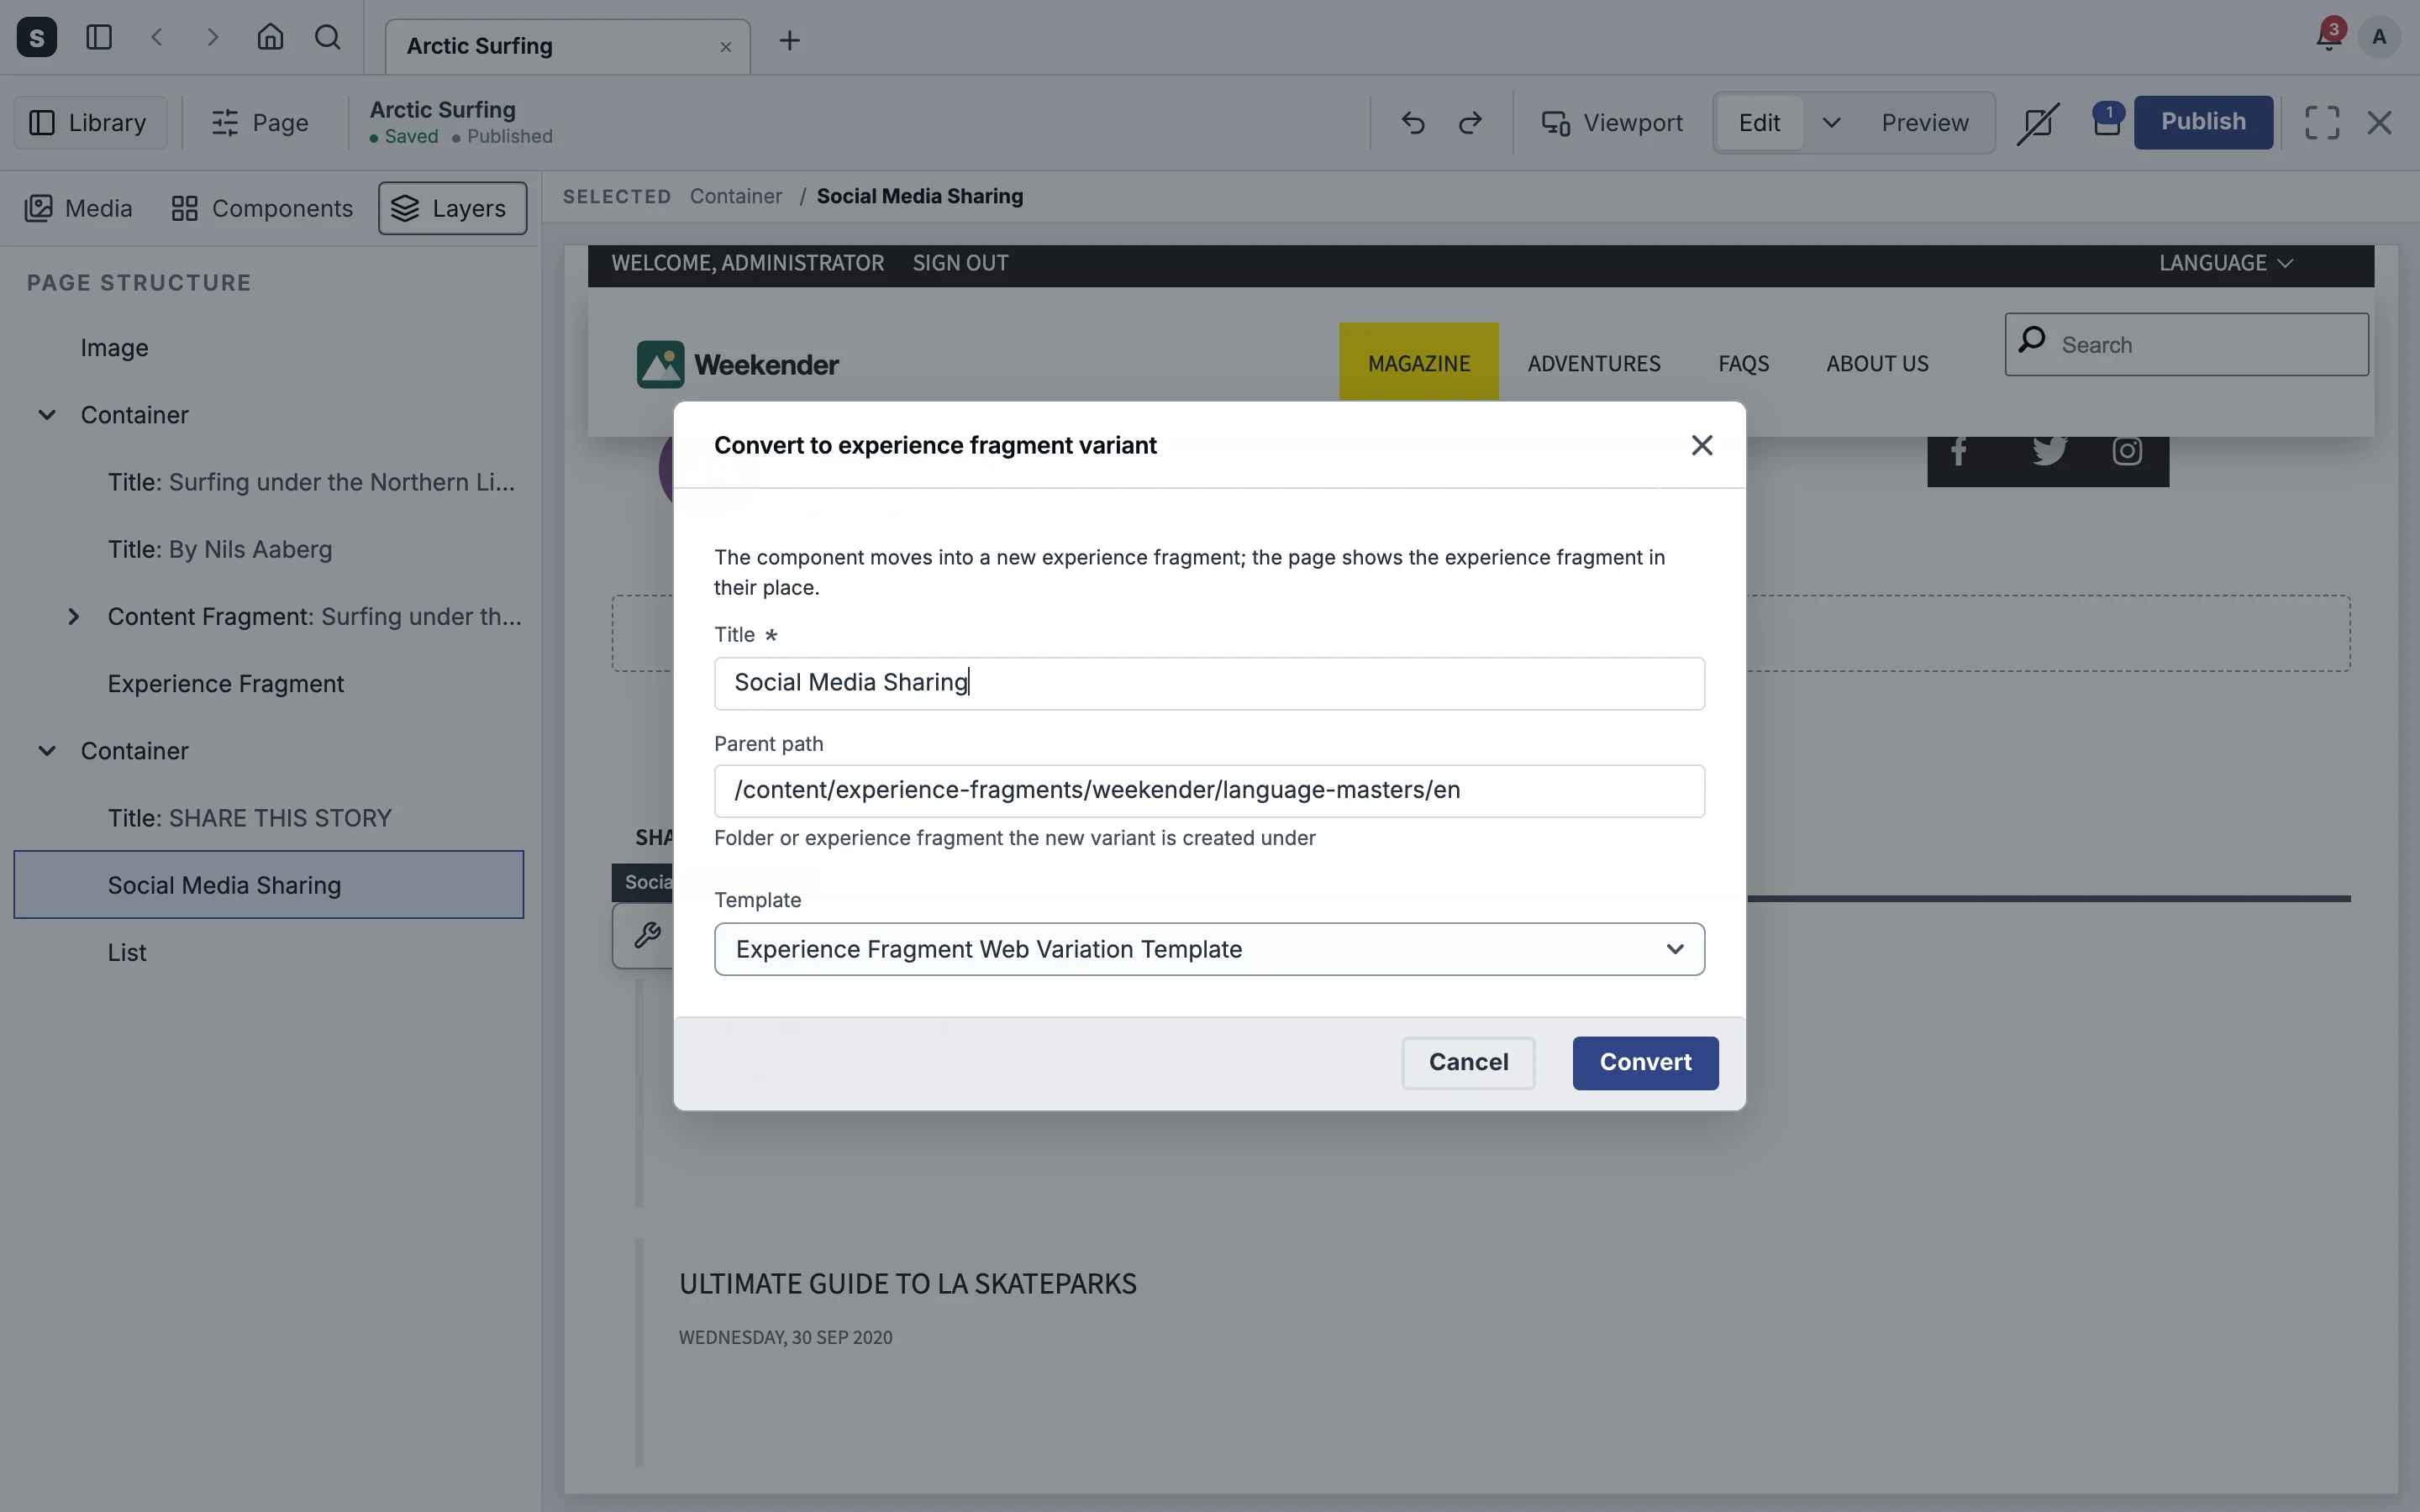 S
Arctic Surfing
3
A
Library
Page
Arctic Surfing
Saved
Published
Viewport
Edit
Preview
1
Publish
Media
Components
Layers
SELECTED Container / Social Media Sharing
PAGE STRUCTURE
Image
Container
Title: Surfing under the Northern Li...
Title: By Nils Aaberg
Content Fragment: Surfing under th...
Experience Fragment
Container
Title: SHARE THIS STORY
Social Media Sharing
List
WELCOME, ADMINISTRATOR SIGN OUT
LANGUAGE
Weekender
MAGAZINE
ADVENTURES
FAQS
ABOUT US
Search
Convert to experience fragment variant
The component moves into a new experience fragment; the page shows the experience fragment in
their place.
Title *
Social Media Sharing
Parent path
/content/experience-fragments/weekender/language-masters/en
Folder or experience fragment the new variant is created under
Template
Experience Fragment Web Variation Template
Cancel
Convert
SHA
Socia
ULTIMATE GUIDE TO LA SKATEPARKS
WEDNESDAY, 30 SEP 2020